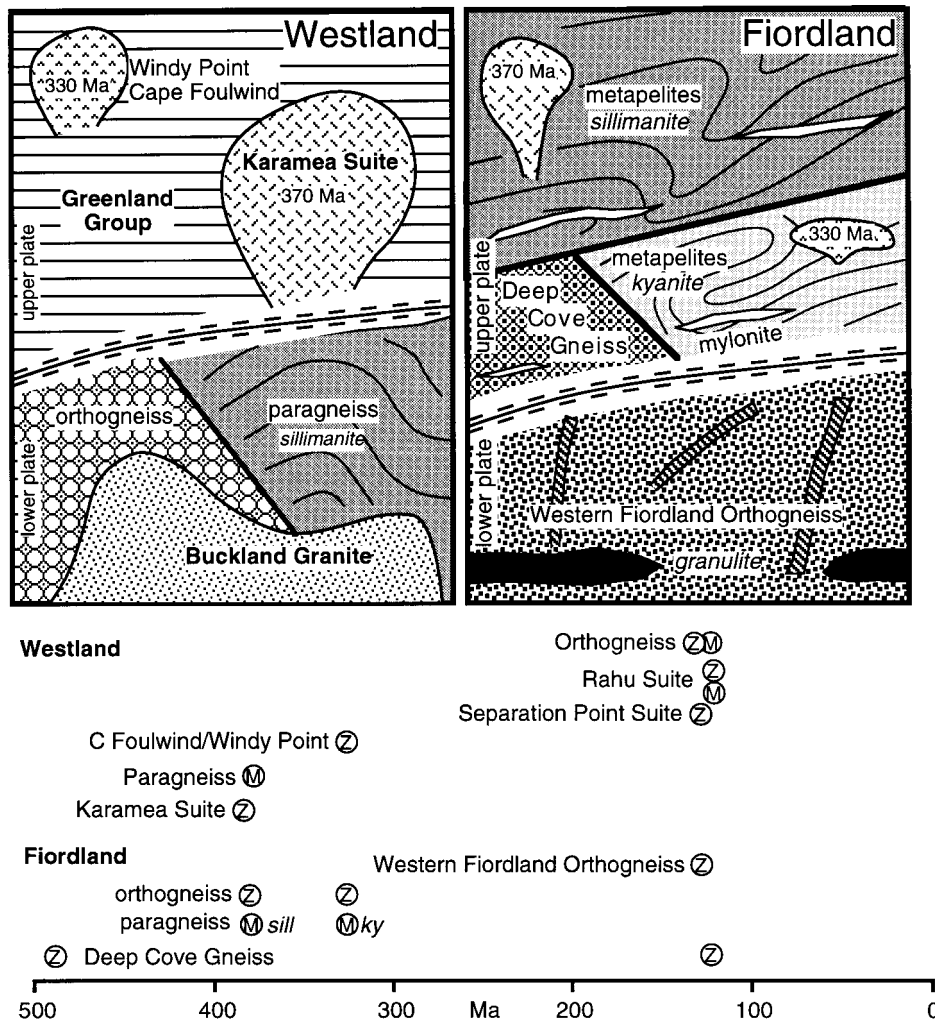 Westland
330 Ma
Windy Point
Cape Foulwind
Karamea Suite
370 Ma
Greenland
Group
upper plate
orthogneiss
paragneiss
sillimanite
lower plate
Buckland Granite
Fiordland
370 Ma
metapelites
sillimanite
330 Ma
metapelites
kyanite
upper plate
Deep
Cove
Gneiss
mylonite
lower plate
Western Fiordland Orthogneiss
granulite
Westland
Orthogneiss Z M
Rahu Suite Z
M
Separation Point Suite Z
C Foulwind/Windy Point Z
Paragneiss M
Karamea Suite Z
Fiordland
Western Fiordland Orthogneiss Z
orthogneiss Z Z
paragneiss M sill M ky
Z Deep Cove Gneiss Z
500 400 300 Ma 200 100 0